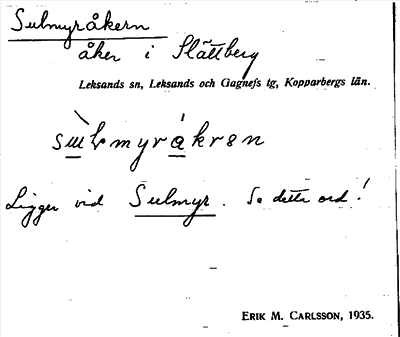 Sulmyråkern
åker i Slättberg
Leksands sn, Leksands och Gagnefs tg, Kopparbergs län.
Ligger vid Sulmyr. Se detta ord!
ERIK M. CARLSSON, 1935.